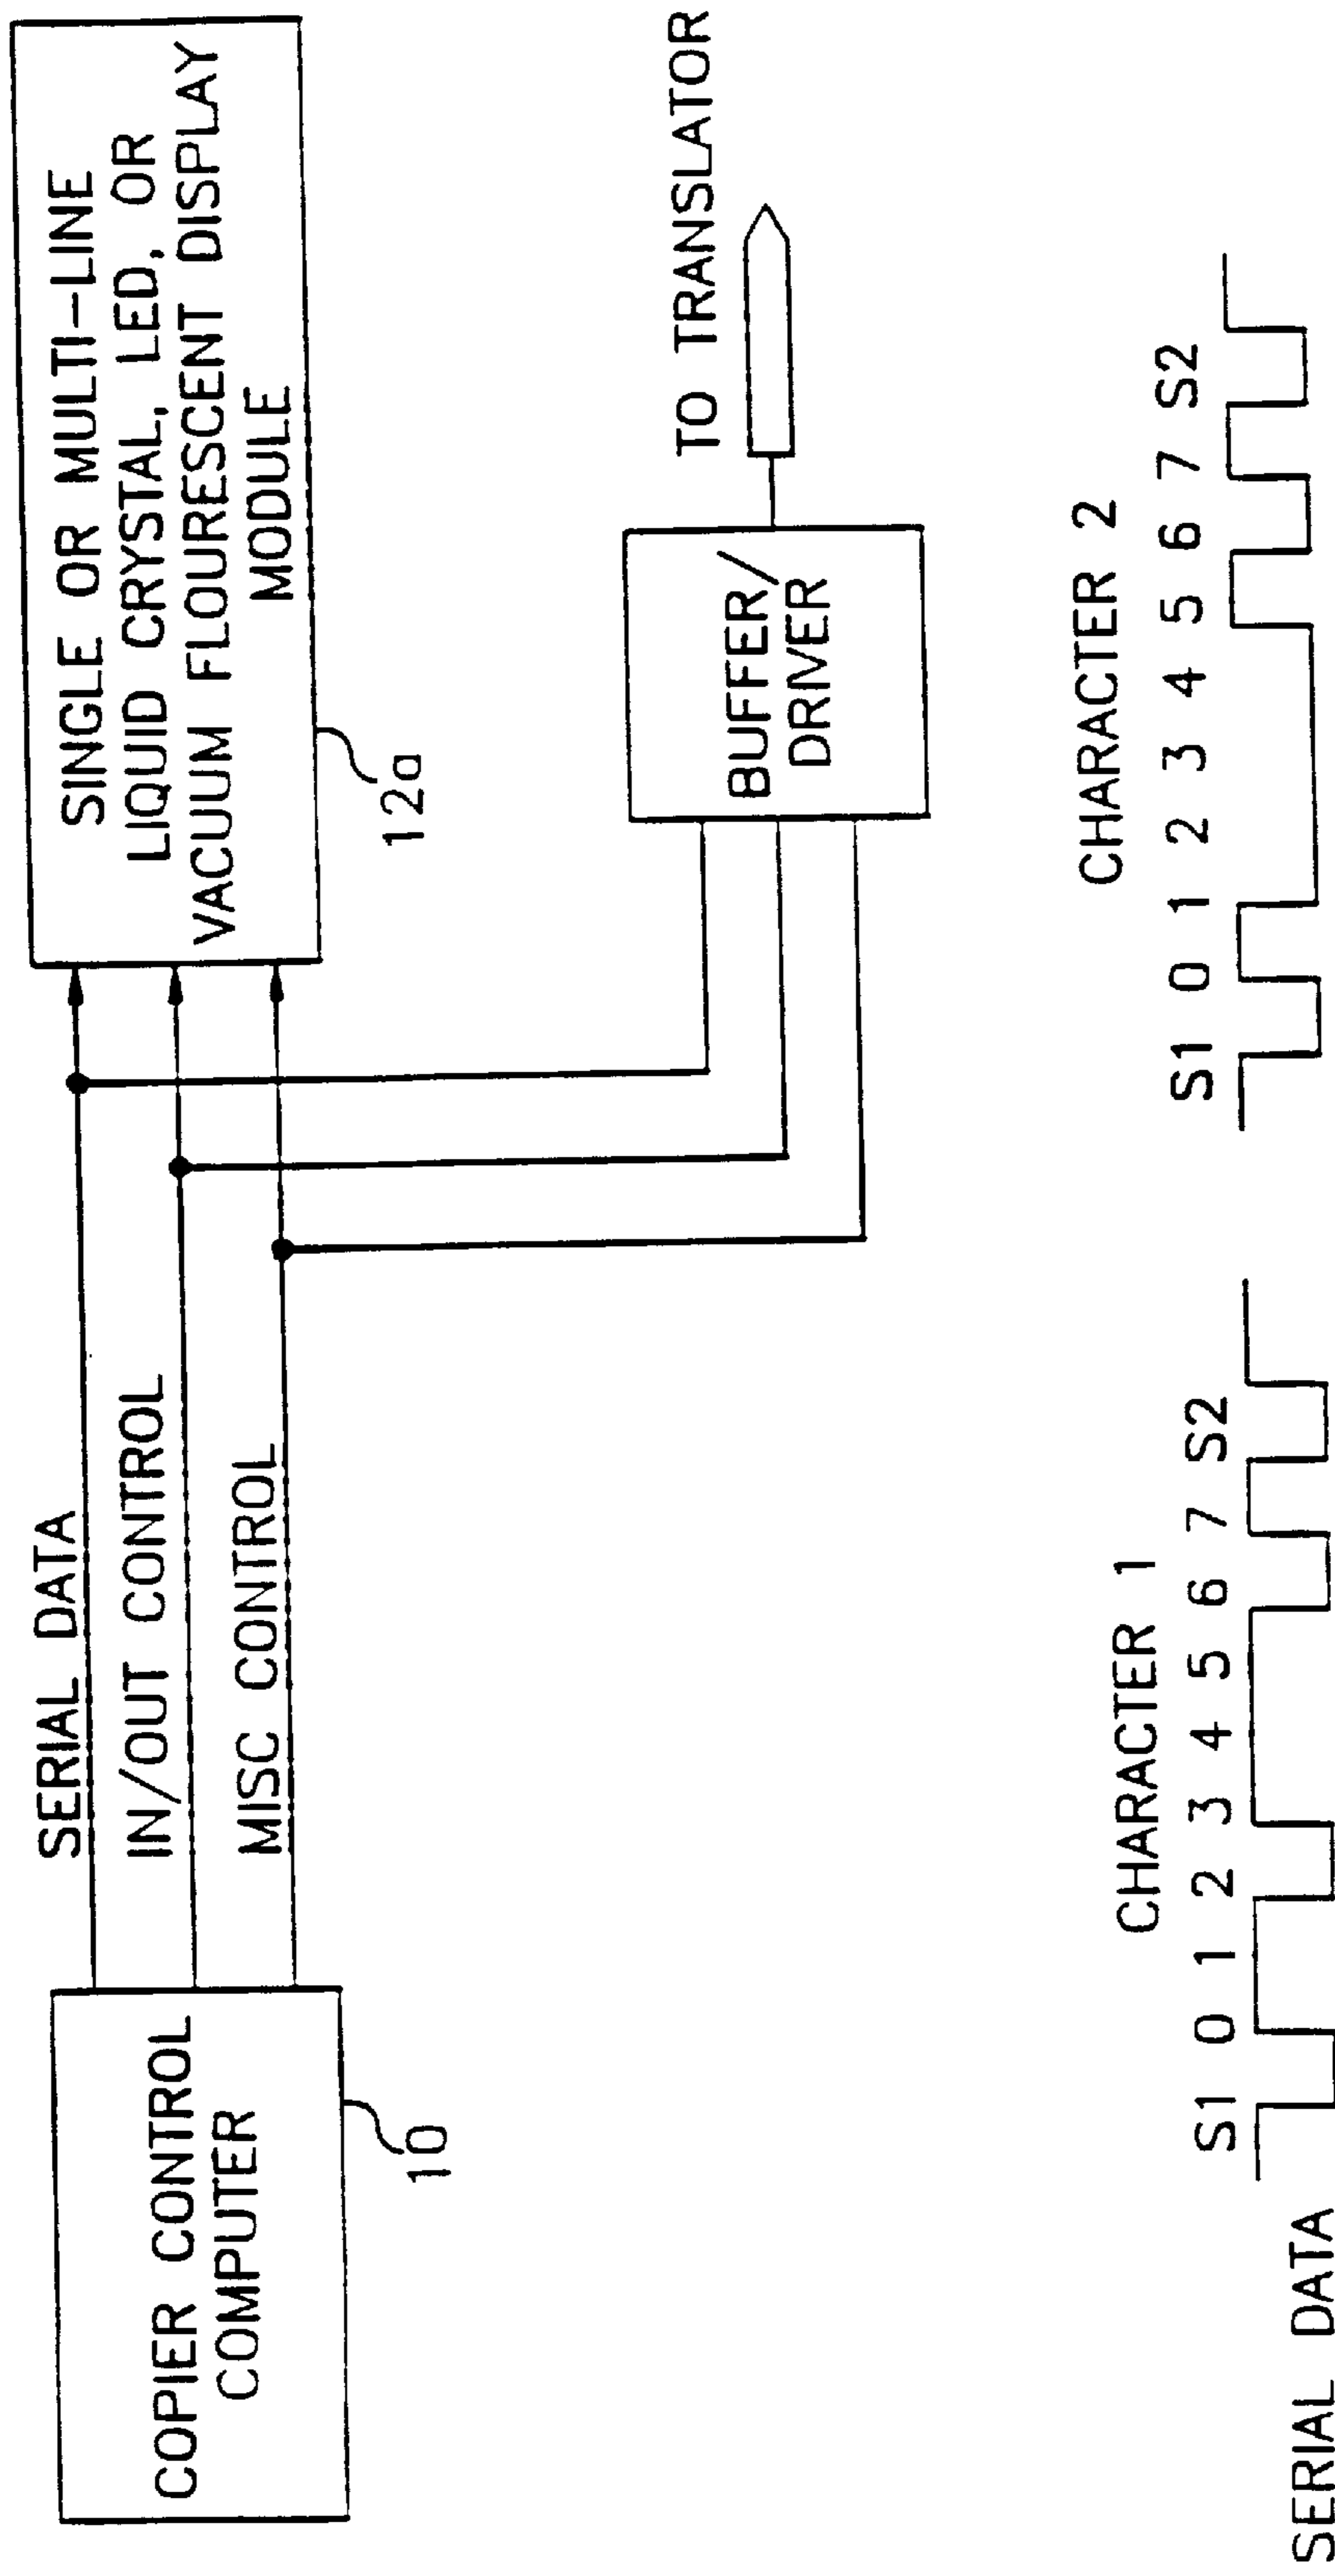 SINGLE OR MULTI-LINE
LIQUID CRYSTAL, LED, OR
VACUUM FLOURESCENT DISPLAY
MODULE
12a
SERIAL DATA
IN/OUT CONTROL
MISC CONTROL
COPIER CONTROL
COMPUTER
10
TO TRANSLATOR
BUFFER/
DRIVER
CHARACTER 1
S1 0 1 2 3 4 5 6 7 S2
CHARACTER 2
S1 0 1 2 3 4 5 6 7 S2
SERIAL DATA